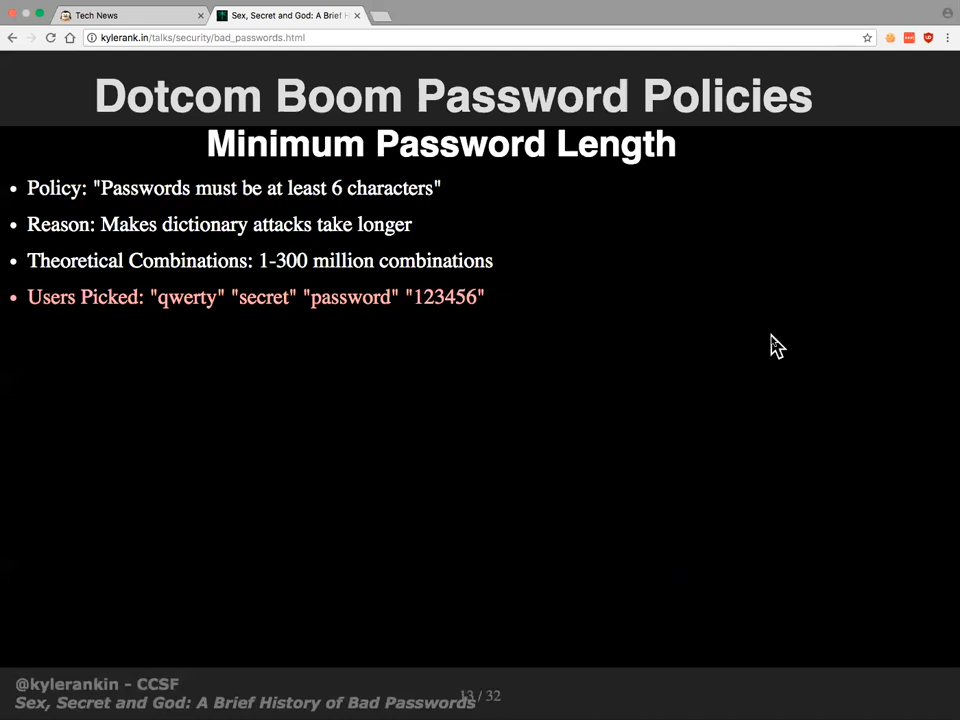 Tech News
Sex, Secret and God: A Brief H
kylerank.in/talks/security/bad_passwords.html
Dotcom Boom Password Policies
Minimum Password Length
• Policy: "Passwords must be at least 6 characters"
• Reason: Makes dictionary attacks take longer
• Theoretical Combinations: 1-300 million combinations
• Users Picked: "qwerty" "secret" "password" "123456"
@kylerankin - CCSF
Sex, Secret and God: A Brief History of Bad Passwords
13 / 32